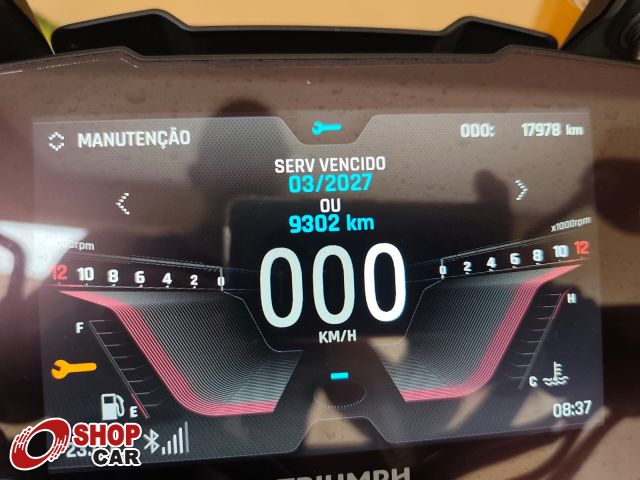 MANUTENÇÃO
000: 17978 km
SERV VENCIDO
03/2027
OU
9302 km
x1000rpm
x1000rpm
12 10 8 6 4 2 0
0 2 4 6 8 10 12
000
KM/H
F
H
E
C
08:37
SHOP
CAR
TRIUMPH